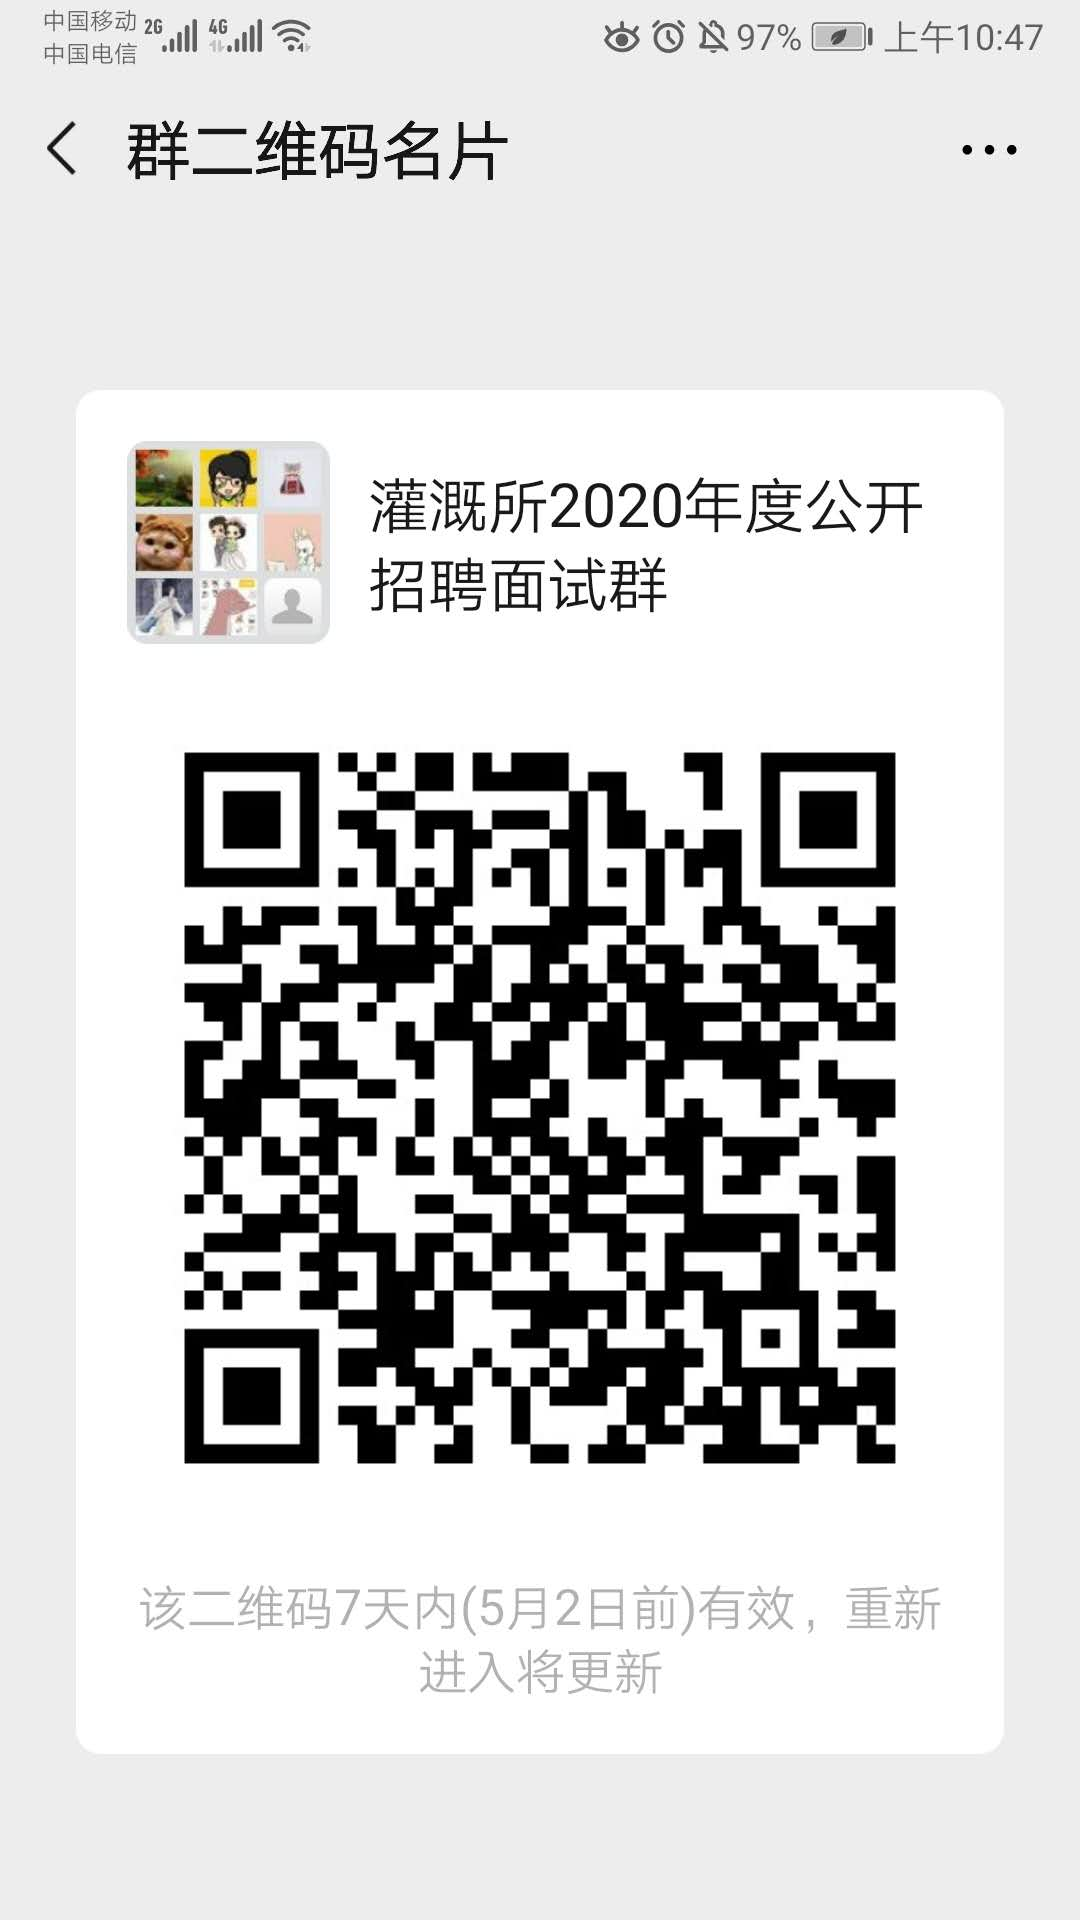 中国移动 2G 4G
中国电信
97% 上午10:47
群二维码名片
灌溉所2020年度公开
招聘面试群
该二维码7天内(5月2日前)有效，重新
进入将更新